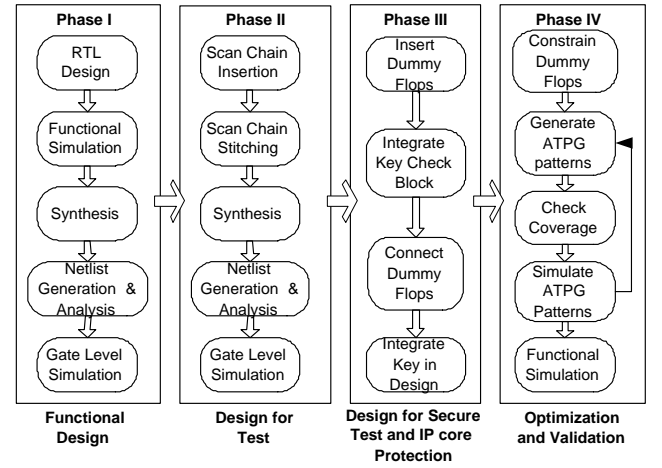 Phase I
RTL
Design
Functional
Simulation
Synthesis
Netlist
Generation &
Analysis
Gate Level
Simulation
Functional
Design
Phase II
Scan Chain
Insertion
Scan Chain
Stitching
Synthesis
Netlist
Generation &
Analysis
Gate Level
Simulation
Design for
Test
Phase III
Insert
Dummy
Flops
Integrate
Key Check
Block
Connect
Dummy
Flops
Integrate
Key in
Design
Design for Secure
Test and IP core
Protection
Phase IV
Constrain
Dummy
Flops
Generate
ATPG
patterns
Check
Coverage
Simulate
ATPG
Patterns
Functional
Simulation
Optimization
and Validation